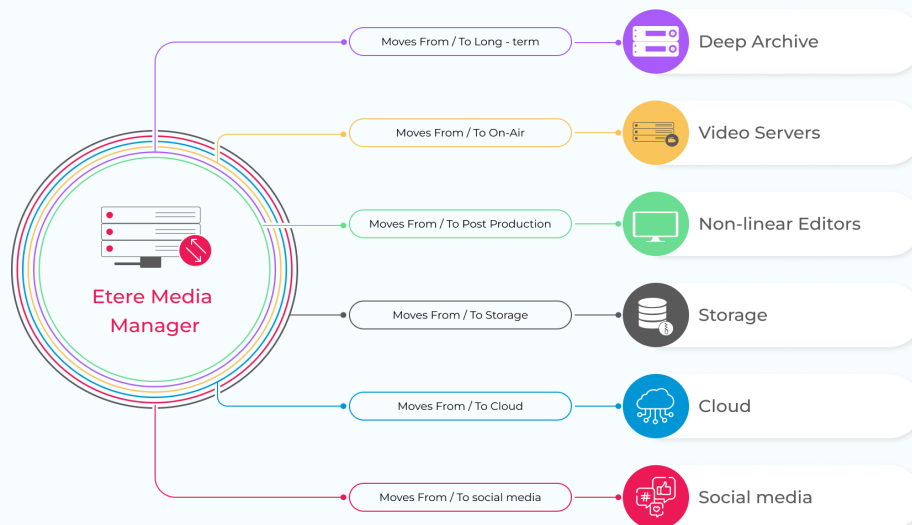 Moves From / To Long - term
Deep Archive
Moves From / To On-Air
Video Servers
Moves From / To Post Production
Non-linear Editors
Etere Media
Manager
Moves From / To Storage
Storage
Moves From / To Cloud
Cloud
Moves From / To social media
Social media
#